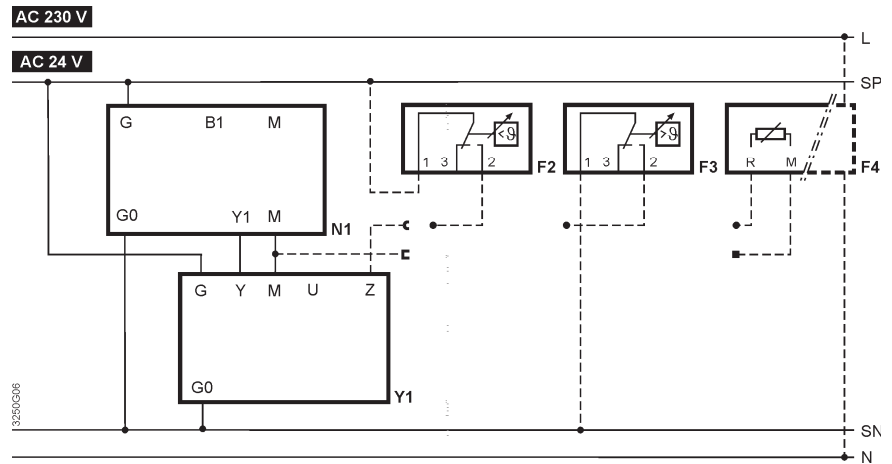 AC 230 V
L
AC 24 V
SP
G B1 M
<ϑ
>ϑ
1 3 2 F2
1 3 2 F3
R M F4
G0 Y1 M N1
G Y M U Z
G0
Y1
3250G06
SN
N